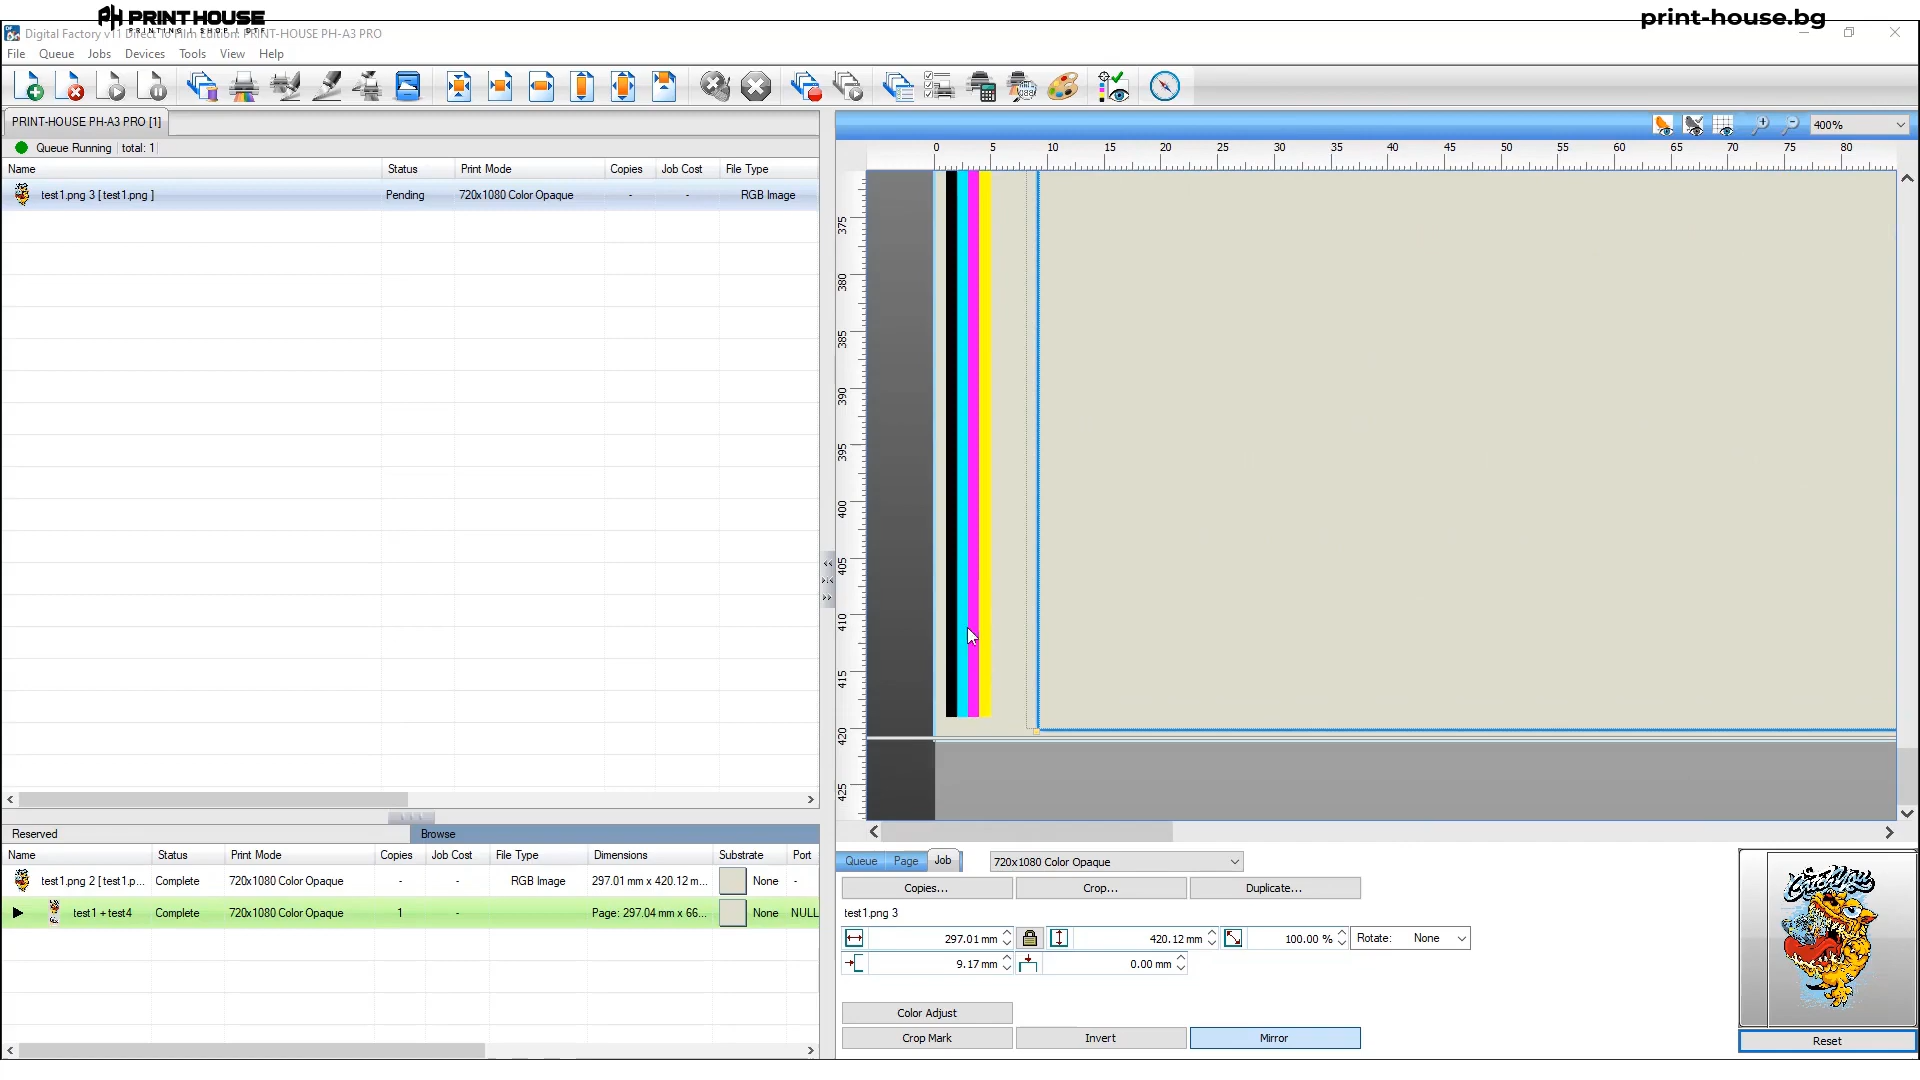 PH PRINT HOUSE
PRINTING | SHOP | DTF
print-house.bg
Digital Factory v11 Direct To Film Edition: PRINT-HOUSE PH-A3 PRO
File Queue Jobs Devices Tools View Help
PRINT-HOUSE PH-A3 PRO [1]
Queue Running total: 1
Name Status Print Mode Copies Job Cost File Type
test1.png 3 [ test1.png ] Pending 720x1080 Color Opaque - - RGB Image
400%
0 5 10 15 20 25 30 35 40 45 50 55 60 65 70 75 80
375
380
385
390
395
400
405
410
415
420
425
Reserved Browse
Name Status Print Mode Copies Job Cost File Type Dimensions Substrate Port
test1.png 2 [ test1.p... Complete 720x1080 Color Opaque - - RGB Image 297.01 mm x 420.12 m... None -
test1 + test4 Complete 720x1080 Color Opaque 1 - Page: 297.04 mm x 66... None NULL
Queue Page Job 720x1080 Color Opaque
Copies... Crop... Duplicate...
test1.png 3
297.01 mm 420.12 mm 100.00 % Rotate: None
9.17 mm 0.00 mm
Color Adjust
Crop Mark Invert Mirror
Reset